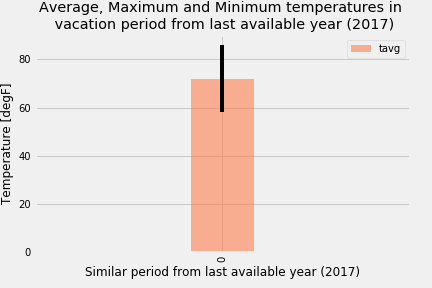 Average, Maximum and Minimum temperatures in
vacation period from last available year (2017)
tavg
80
60
40
20
0
Temperature [degF]
0
Similar period from last available year (2017)